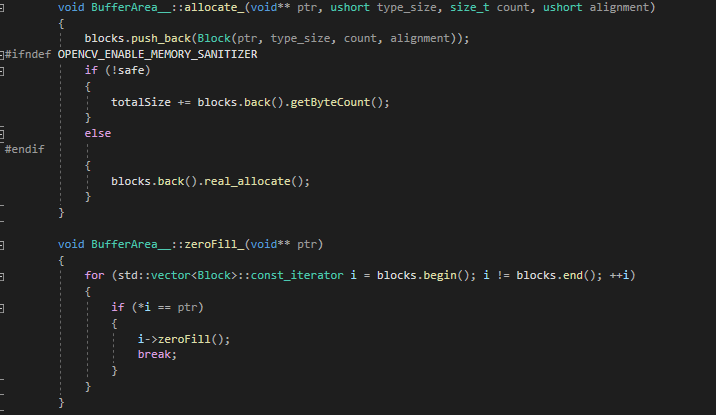 void BufferArea__::allocate_(void** ptr, ushort type_size, size_t count, ushort alignment)
{
    blocks.push_back(Block(ptr, type_size, count, alignment));
#ifndef OPENCV_ENABLE_MEMORY_SANITIZER
    if (!safe)
    {
        totalSize += blocks.back().getByteCount();
    }
    else
#endif
    {
        blocks.back().real_allocate();
    }
}
void BufferArea__::zeroFill_(void** ptr)
{
    for (std::vector<Block>::const_iterator i = blocks.begin(); i != blocks.end(); ++i)
    {
        if (*i == ptr)
        {
            i->zeroFill();
            break;
        }
    }
}